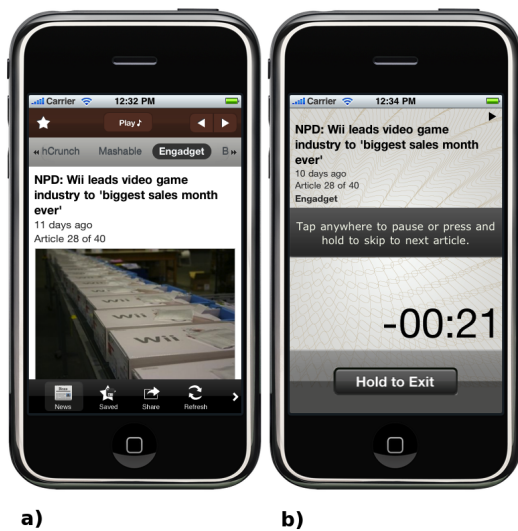 Carrier 12:32 PM
Play♪
hCrunch Mashable Engadget B
NPD: Wii leads video game
industry to 'biggest sales month
ever'
11 days ago
Article 28 of 40
Wii
Wii
Wii
News Saved Share Refresh
a)
Carrier 12:34 PM
NPD: Wii leads video game
industry to 'biggest sales month
ever'
10 days ago
Article 28 of 40
Engadget
Tap anywhere to pause or press and
hold to skip to next article.
-00:21
Hold to Exit
b)